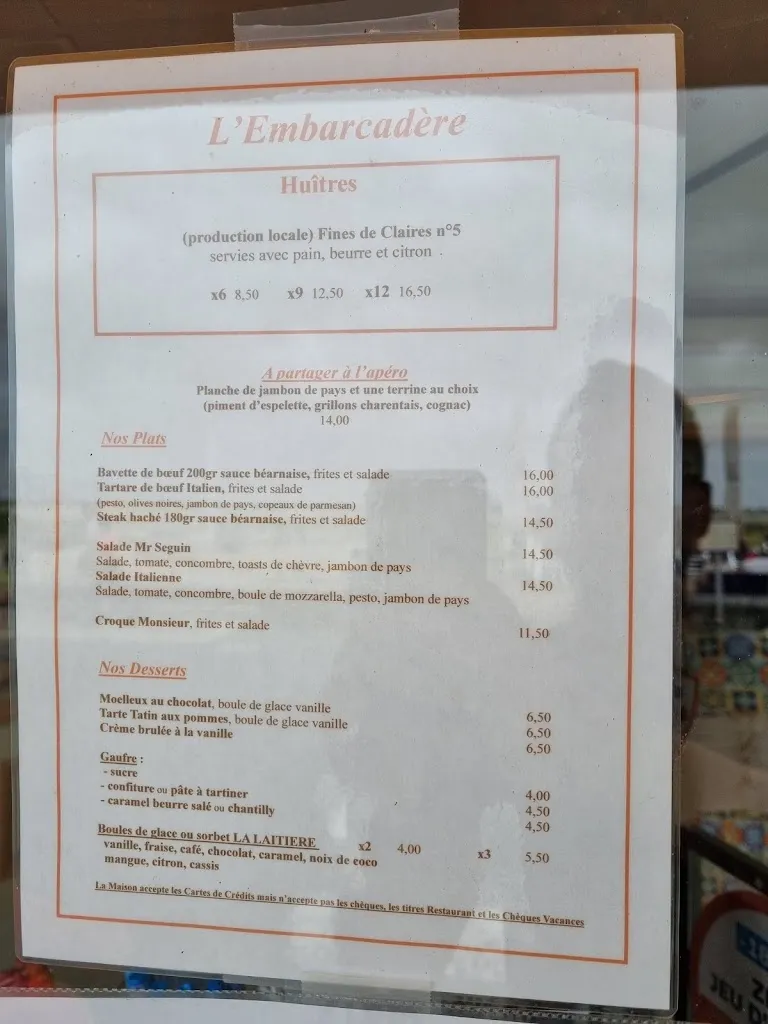 L'Embarcadère
Huîtres
(production locale) Fines de Claires n°5
servies avec pain, beurre et citron .
x6 8,50 x9 12,50 x12 16,50
A partager à l'apéro
Planche de jambon de pays et une terrine au choix
(piment d'espelette, grillons charentais, cognac)
14,00
Nos Plats
Bavette de bœuf 200gr sauce béarnaise, frites et salade 16,00
Tartare de bœuf Italien, frites et salade 16,00
(pesto, olives noires, jambon de pays, copeaux de parmesan)
Steak haché 180gr sauce béarnaise, frites et salade 14,50
Salade Mr Seguin 14,50
Salade, tomate, concombre, toasts de chèvre, jambon de pays
Salade Italienne 14,50
Salade, tomate, concombre, boule de mozzarella, pesto, jambon de pays
Croque Monsieur, frites et salade 11,50
Nos Desserts
Moelleux au chocolat, boule de glace vanille 6,50
Tarte Tatin aux pommes, boule de glace vanille 6,50
Crème brulée à la vanille 6,50
Gaufre :
- sucre 4,00
- confiture ou pâte à tartiner 4,50
- caramel beurre salé ou chantilly 4,50
Boules de glace ou sorbet LA LAITIERE x2 4,00 x3 5,50
vanille, fraise, café, chocolat, caramel, noix de coco
mangue, citron, cassis
La Maison accepte les Cartes de Crédits mais n'accepte pas les chèques, les titres Restaurant et les Chèques Vacances